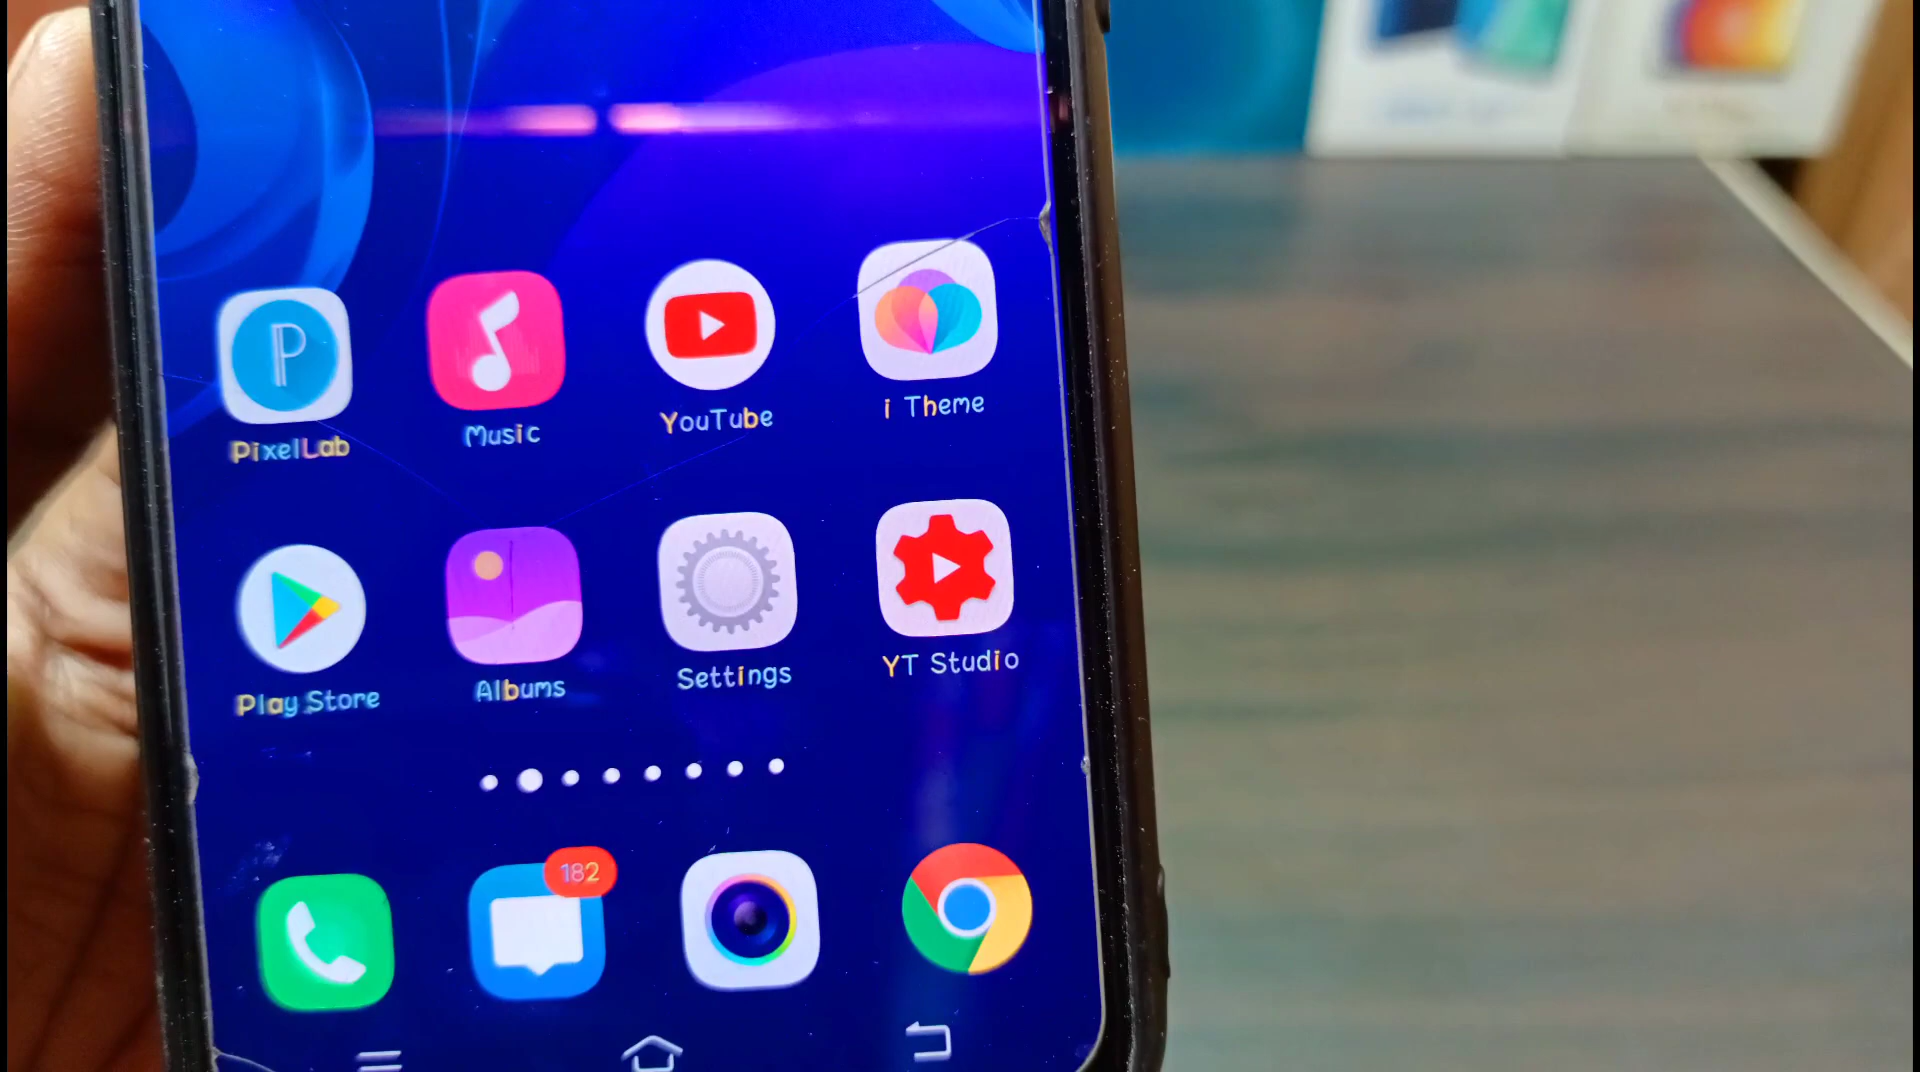 PixelLab
Music
YouTube
i Theme
Play Store
Albums
Settings
YT Studio
182